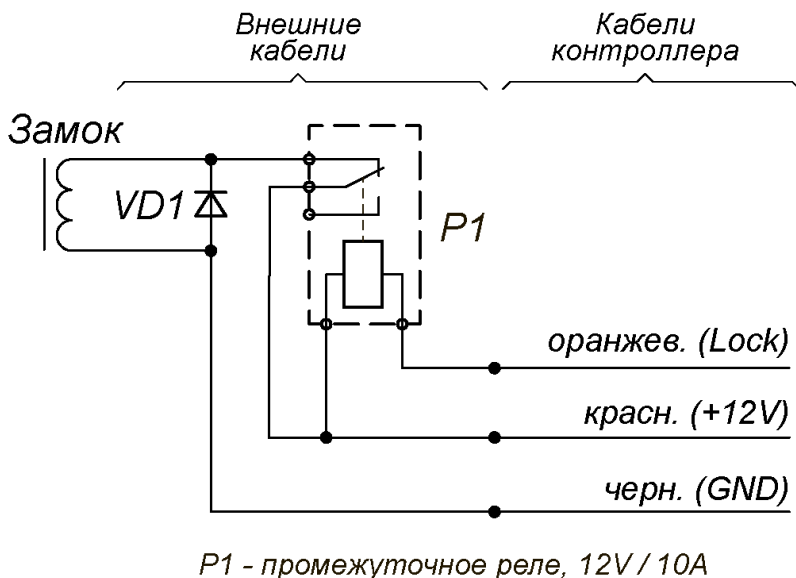 Внешние
кабели
Кабели
контроллера
Замок
VD1
P1
оранжев. (Lock)
красн. (+12V)
черн. (GND)
P1 - промежуточное реле, 12V / 10A